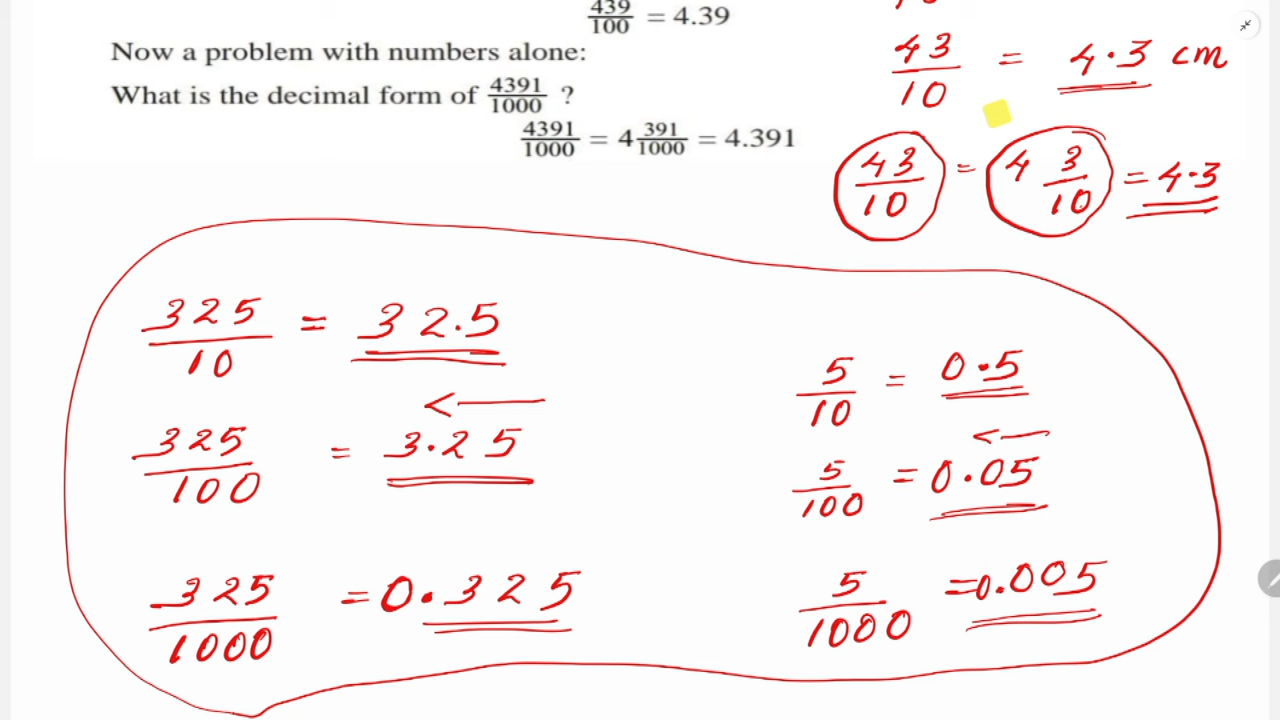 439/100 = 4.39
Now a problem with numbers alone:
What is the decimal form of 4391/1000 ?
4391/1000 = 4 391/1000 = 4.391
43/10 = 4.3 cm
43/10 = 4 3/10 = 4.3
325/10 = 32.5
325/100 = 3.25
325/1000 = 0.325
5/10 = 0.5
5/100 = 0.05
5/1000 = 0.005